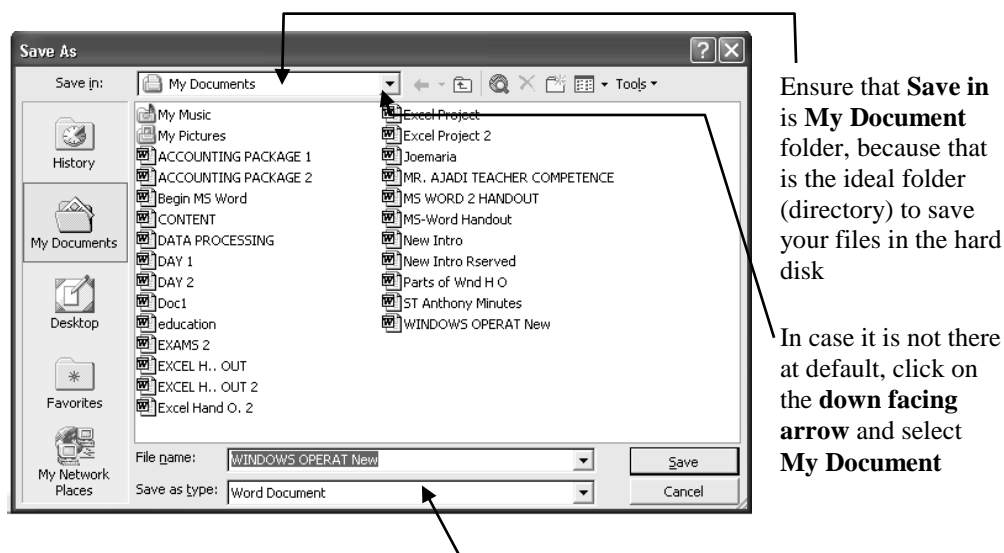 Save As
Save in:
My Documents
Tools
History
My Documents
Desktop
Favorites
My Network
Places
My Music
My Pictures
ACCOUNTING PACKAGE 1
ACCOUNTING PACKAGE 2
Begin MS Word
CONTENT
DATA PROCESSING
DAY 1
DAY 2
Doc1
education
EXAMS 2
EXCEL H.. OUT
EXCEL H.. OUT 2
Excel Hand O. 2
Excel Project
Excel Project 2
Joemaria
MR. AJADI TEACHER COMPETENCE
MS WORD 2 HANDOUT
MS-Word Handout
New Intro
New Intro Rserved
Parts of Wnd H O
ST Anthony Minutes
WINDOWS OPERAT New
File name:
WINDOWS OPERAT New
Save
Save as type:
Word Document
Cancel
Ensure that Save in
is My Document
folder, because that
is the ideal folder
(directory) to save
your files in the hard
disk
In case it is not there
at default, click on
the down facing
arrow and select
My Document